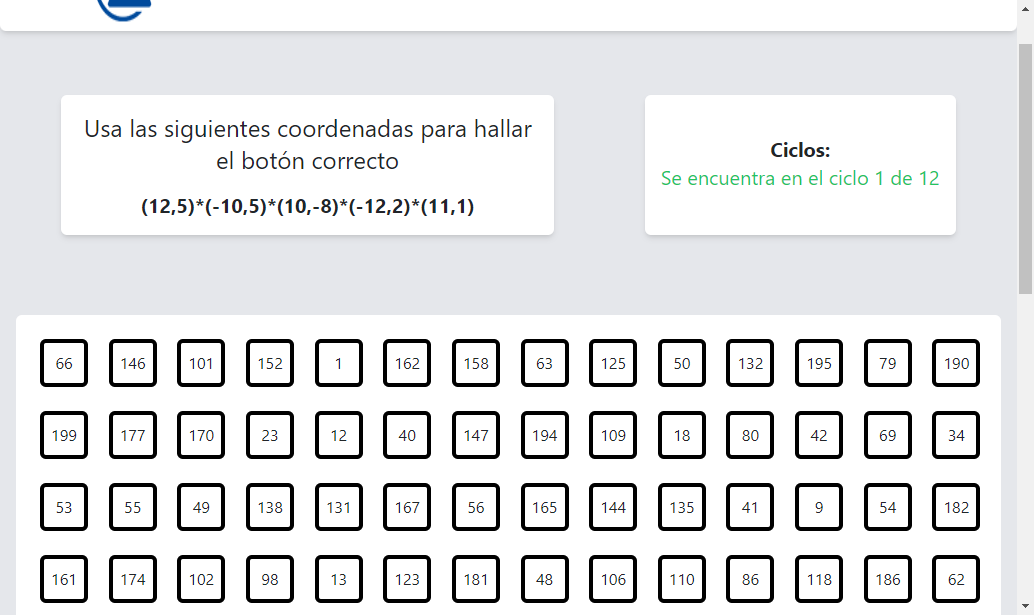 Usa las siguientes coordenadas para hallar
el botón correcto
(12,5)*(-10,5)*(10,-8)*(-12,2)*(11,1)
Ciclos:
Se encuentra en el ciclo 1 de 12
66 146 101 152 1 162 158 63 125 50 132 195 79 190
199 177 170 23 12 40 147 194 109 18 80 42 69 34
53 55 49 138 131 167 56 165 144 135 41 9 54 182
161 174 102 98 13 123 181 48 106 110 86 118 186 62